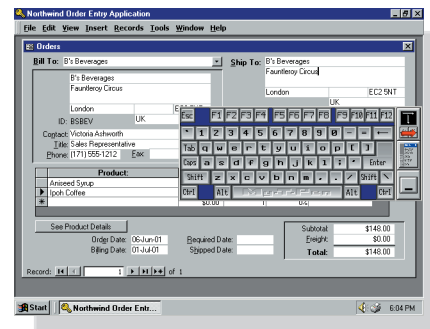 Northwind Order Entry Application
File Edit View Insert Records Tools Window Help
Orders
Bill To: B's Beverages Ship To: B's Beverages
B's Beverages Fauntleroy Circus
Fauntleroy Circus
London EC2 5NT
London UK
ID: BSBEV UK
Contact: Victoria Ashworth
Title: Sales Representative
Phone: (171) 555-1212 Fax
Esc F1 F2 F3 F4 F5 F6 F7 F8 F9 F10 F11 F12
` 1 2 3 4 5 6 7 8 9 0 - =
Tab q w e r t y u i o p [ ]
Caps a s d f g h j k l ; ' Enter
Shift z x c v b n m , . / Shift \
Ctrl Alt Alt Ctrl
Product:
Aniseed Syrup
Ipoh Coffee
$0.00 1 0%
See Product Details
Order Date: 06-Jun-01 Required Date:
Billing Date: 01-Jul-01 Shipped Date:
Subtotal: $148.00
Freight: $0.00
Total: $148.00
Record: 1 of 1
Start Northwind Order Entr... 6:04 PM